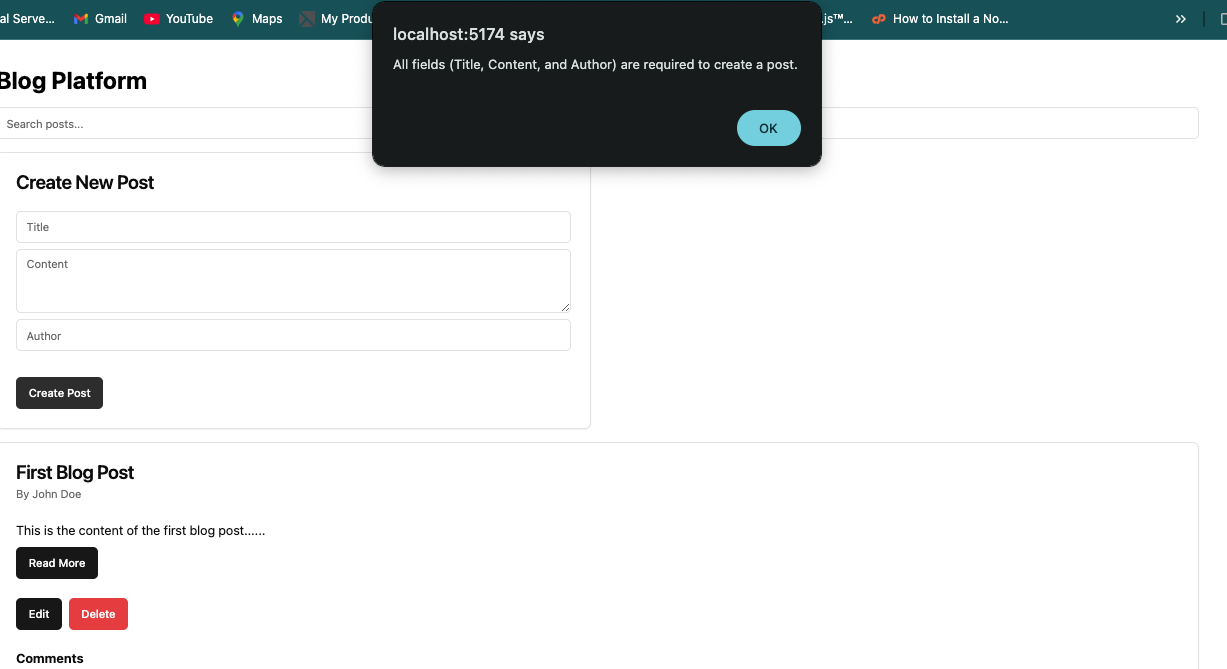 al Serve... Gmail YouTube Maps My Produ .js™... How to Install a No...
localhost:5174 says
All fields (Title, Content, and Author) are required to create a post.
OK
Blog Platform
Search posts...
Create New Post
Title
Content
Author
Create Post
First Blog Post
By John Doe
This is the content of the first blog post......
Read More
Edit Delete
Comments